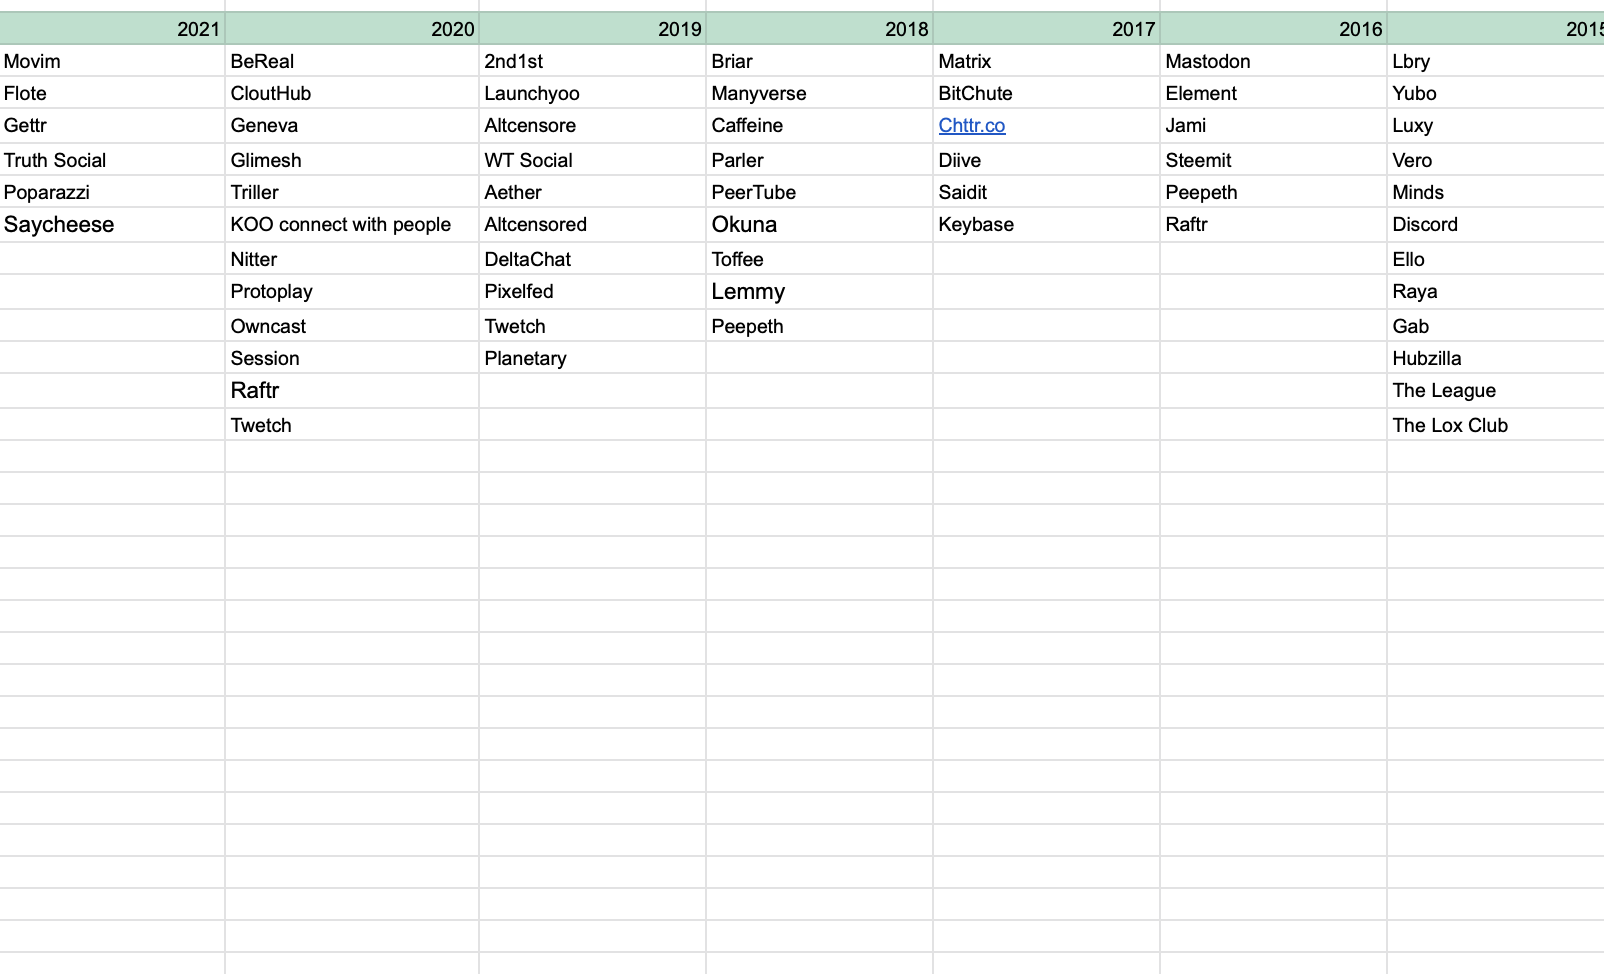 2021 2020 2019 2018 2017 2016 2015
Movim BeReal 2nd1st Briar Matrix Mastodon Lbry
Flote CloutHub Launchyoo Manyverse BitChute Element Yubo
Gettr Geneva Altcensore Caffeine Chttr.co Jami Luxy
Truth Social Glimesh WT Social Parler Diive Steemit Vero
Poparazzi Triller Aether PeerTube Saidit Peepeth Minds
Saycheese KOO connect with people Altcensored Okuna Keybase Raftr Discord
Nitter DeltaChat Toffee Ello
Protoplay Pixelfed Lemmy Raya
Owncast Twetch Peepeth Gab
Session Planetary Hubzilla
Raftr The League
Twetch The Lox Club